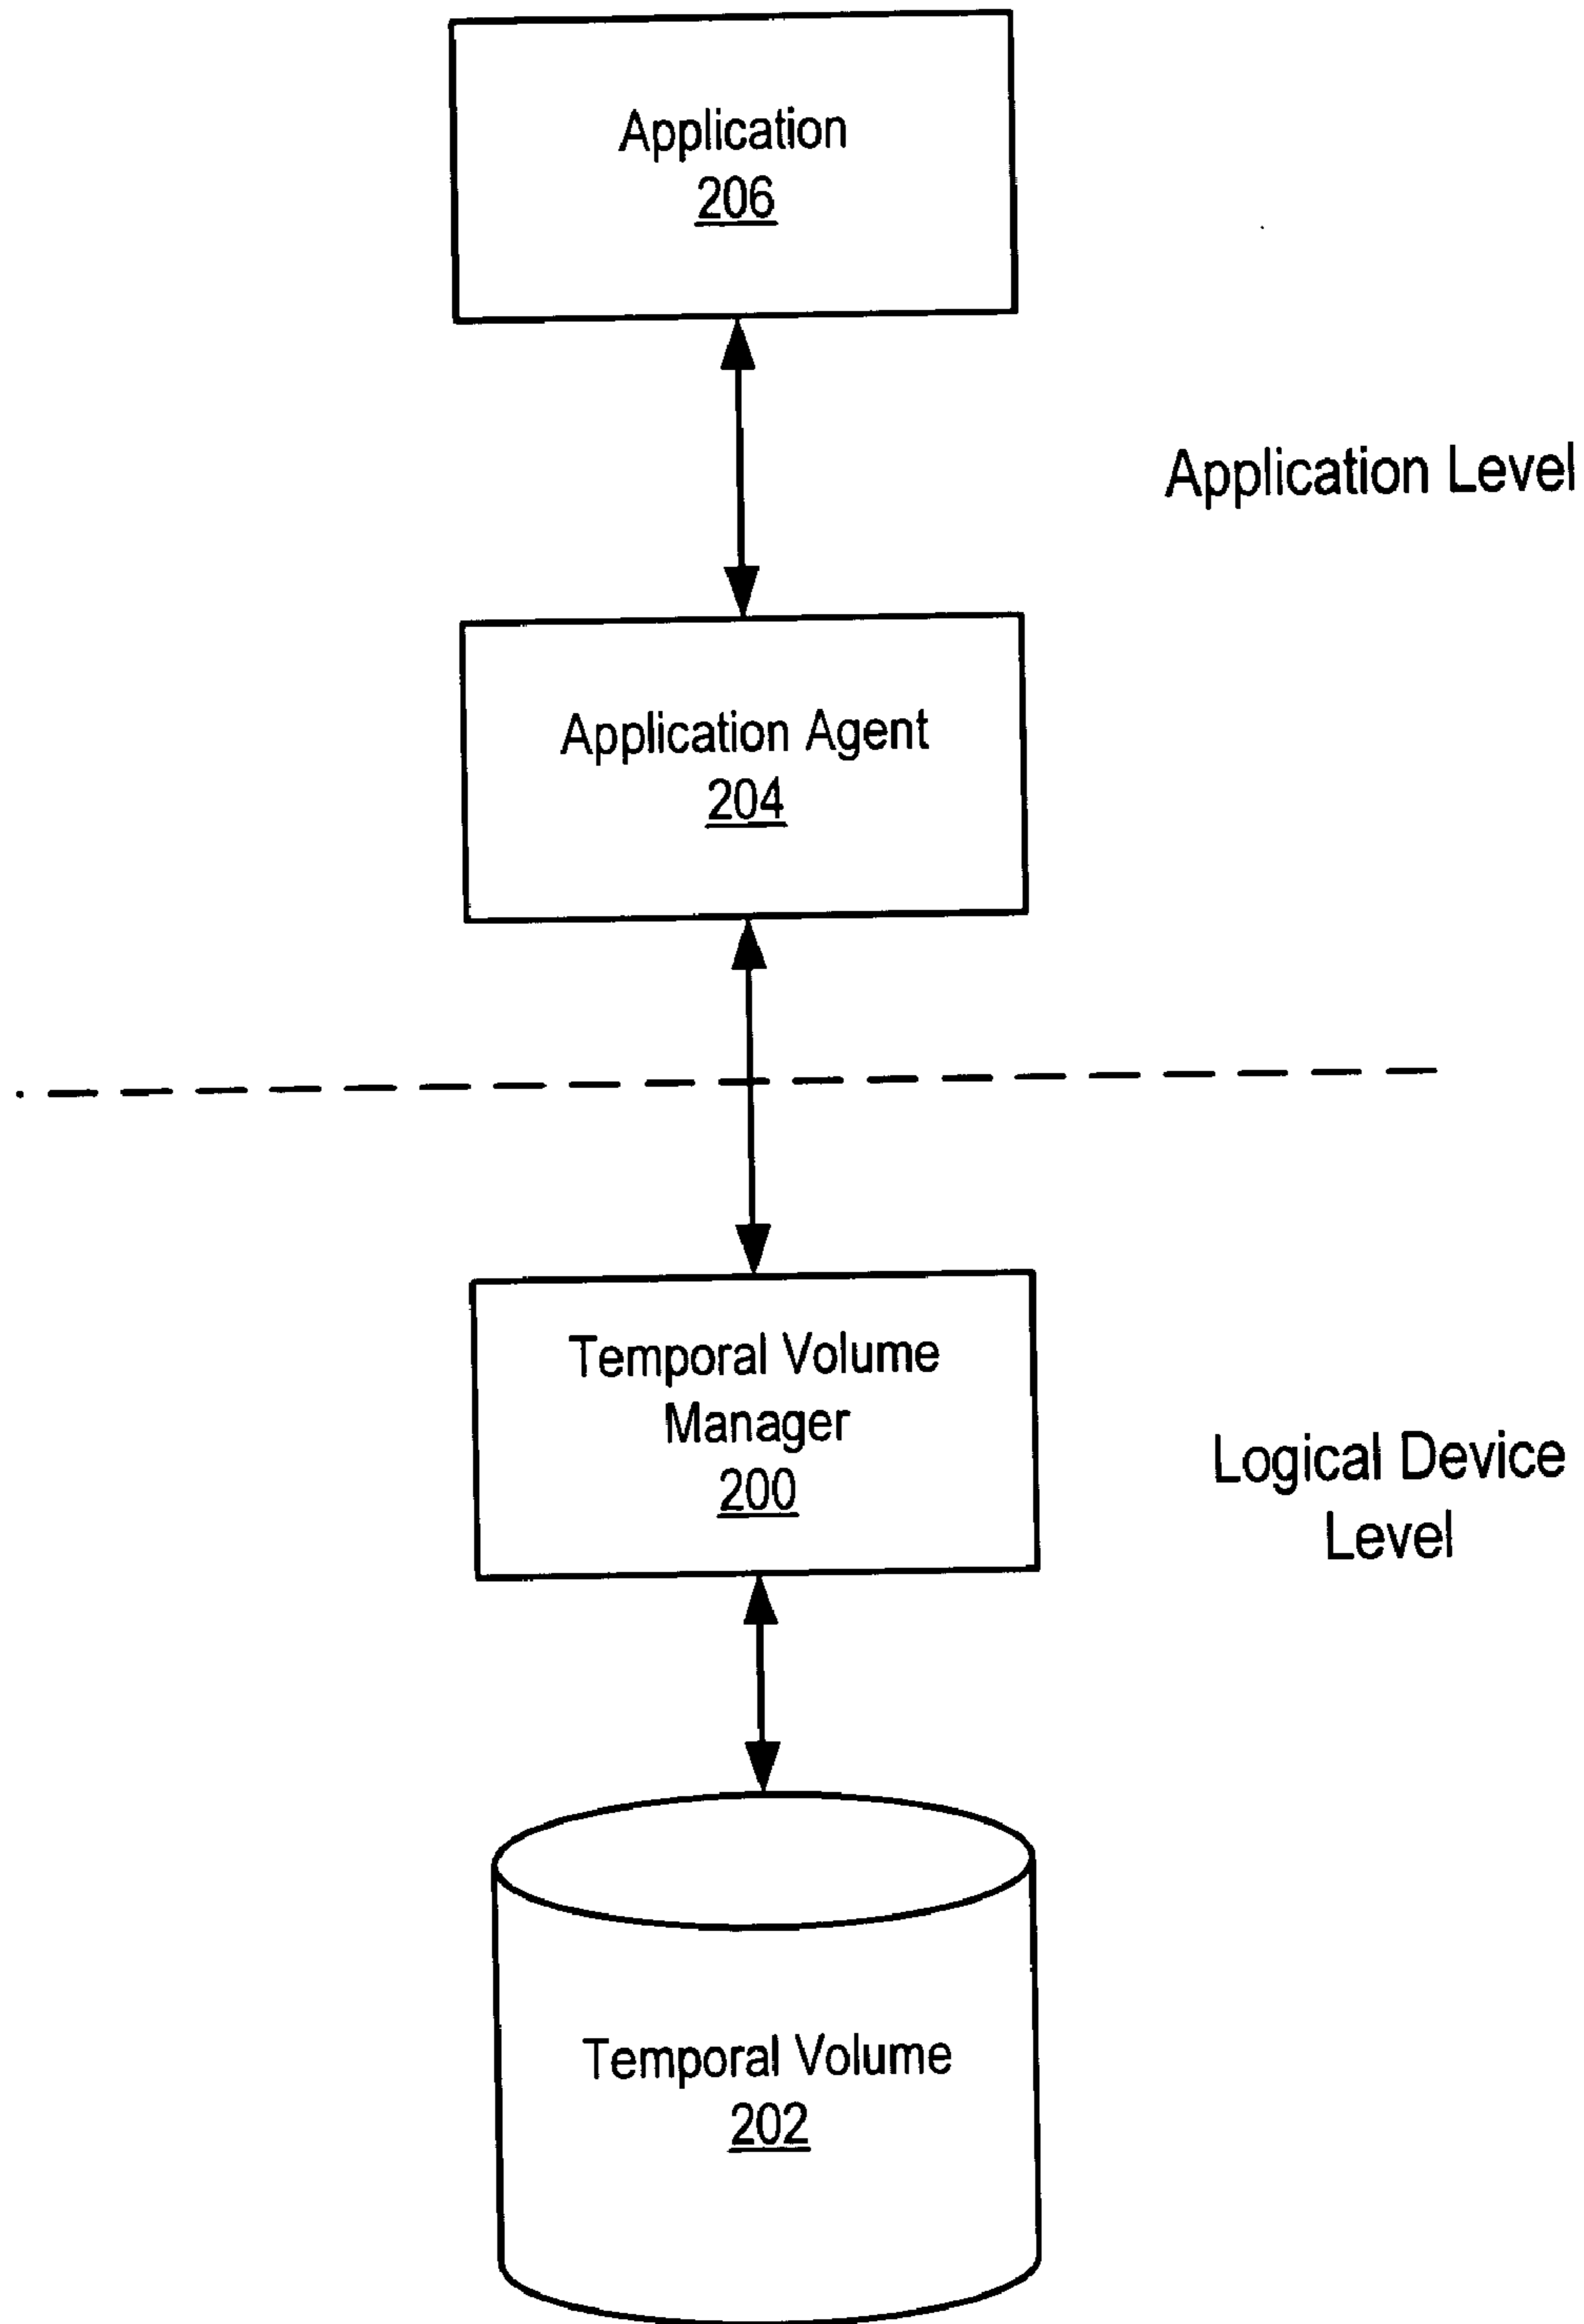 Application
206
Application Level
Application Agent
204
Temporal Volume
Manager
200
Logical Device
Level
Temporal Volume
202